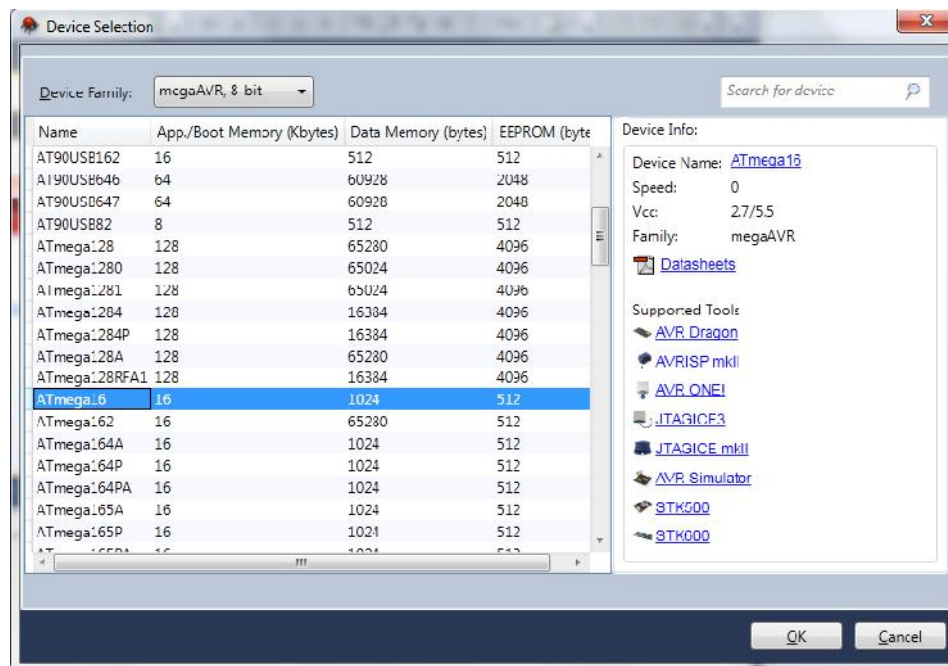 Device Selection
Device Family: megaAVR, 8 bit
Search for device
Name App./Boot Memory (Kbytes) Data Memory (bytes) EEPROM (byte
AT90USB162 16 512 512
AT90USB646 64 60928 2048
AT90USB647 64 60928 2048
AT90USB82 8 512 512
ATmega128 128 65280 4096
ATmega1280 128 65024 4096
ATmega1281 128 65024 4096
ATmega1284 128 16384 4096
ATmega1284P 128 16384 4096
ATmega128A 128 65280 4096
ATmega128RFA1 128 16384 4096
ATmega16 16 1024 512
ATmega162 16 65280 512
ATmega164A 16 1024 512
ATmega164P 16 1024 512
ATmega164PA 16 1024 512
ATmega165A 16 1024 512
ATmega165P 16 1024 512
Device Info:
Device Name: ATmega16
Speed: 0
Vcc: 2.7/5.5
Family: megaAVR
Datasheets
Supported Tools
AVR Dragon
AVRISP mkII
AVR ONE!
JTAGICE3
JTAGICE mkII
AVR Simulator
STK500
STK600
OK
Cancel